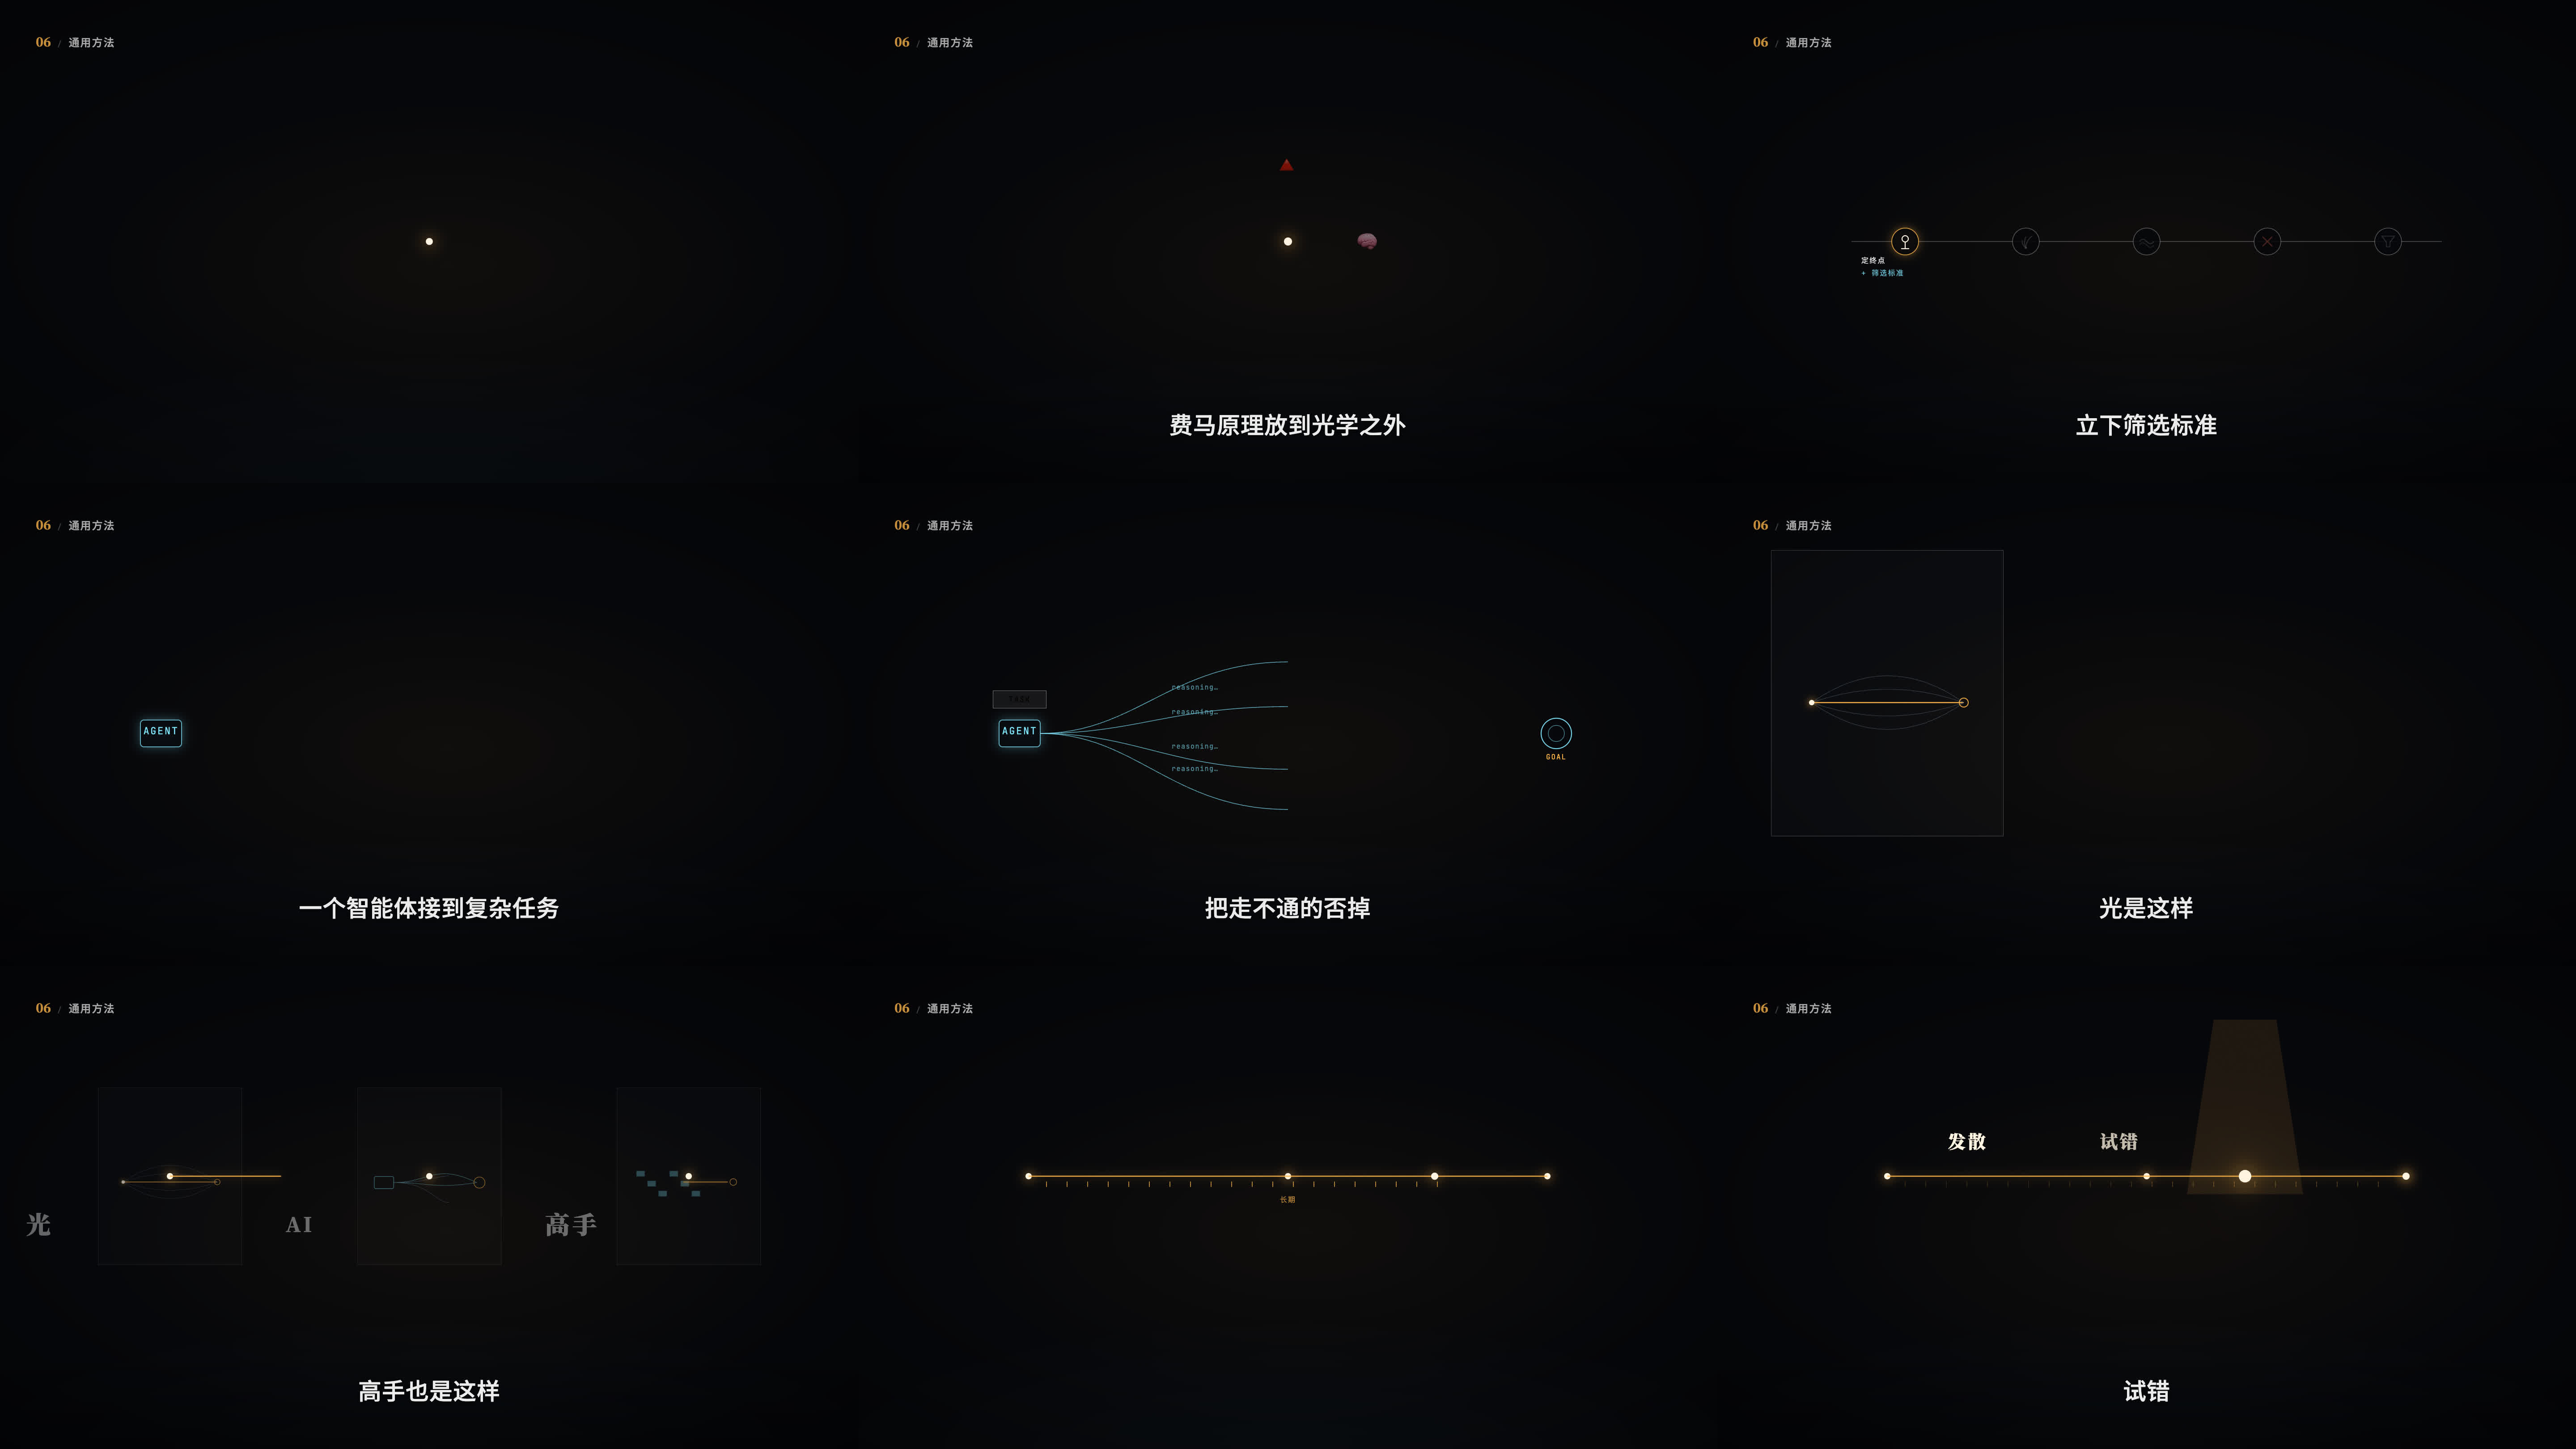 06 / 通用方法
06 / 通用方法
费马原理放到光学之外
06 / 通用方法
定终点
+ 筛选标准
立下筛选标准
06 / 通用方法
AGENT
一个智能体接到复杂任务
06 / 通用方法
TASK
AGENT
reasoning…
reasoning…
reasoning…
reasoning…
GOAL
把走不通的否掉
06 / 通用方法
光是这样
06 / 通用方法
光
AI
高手
高手也是这样
06 / 通用方法
长期
06 / 通用方法
发散
试错
试错